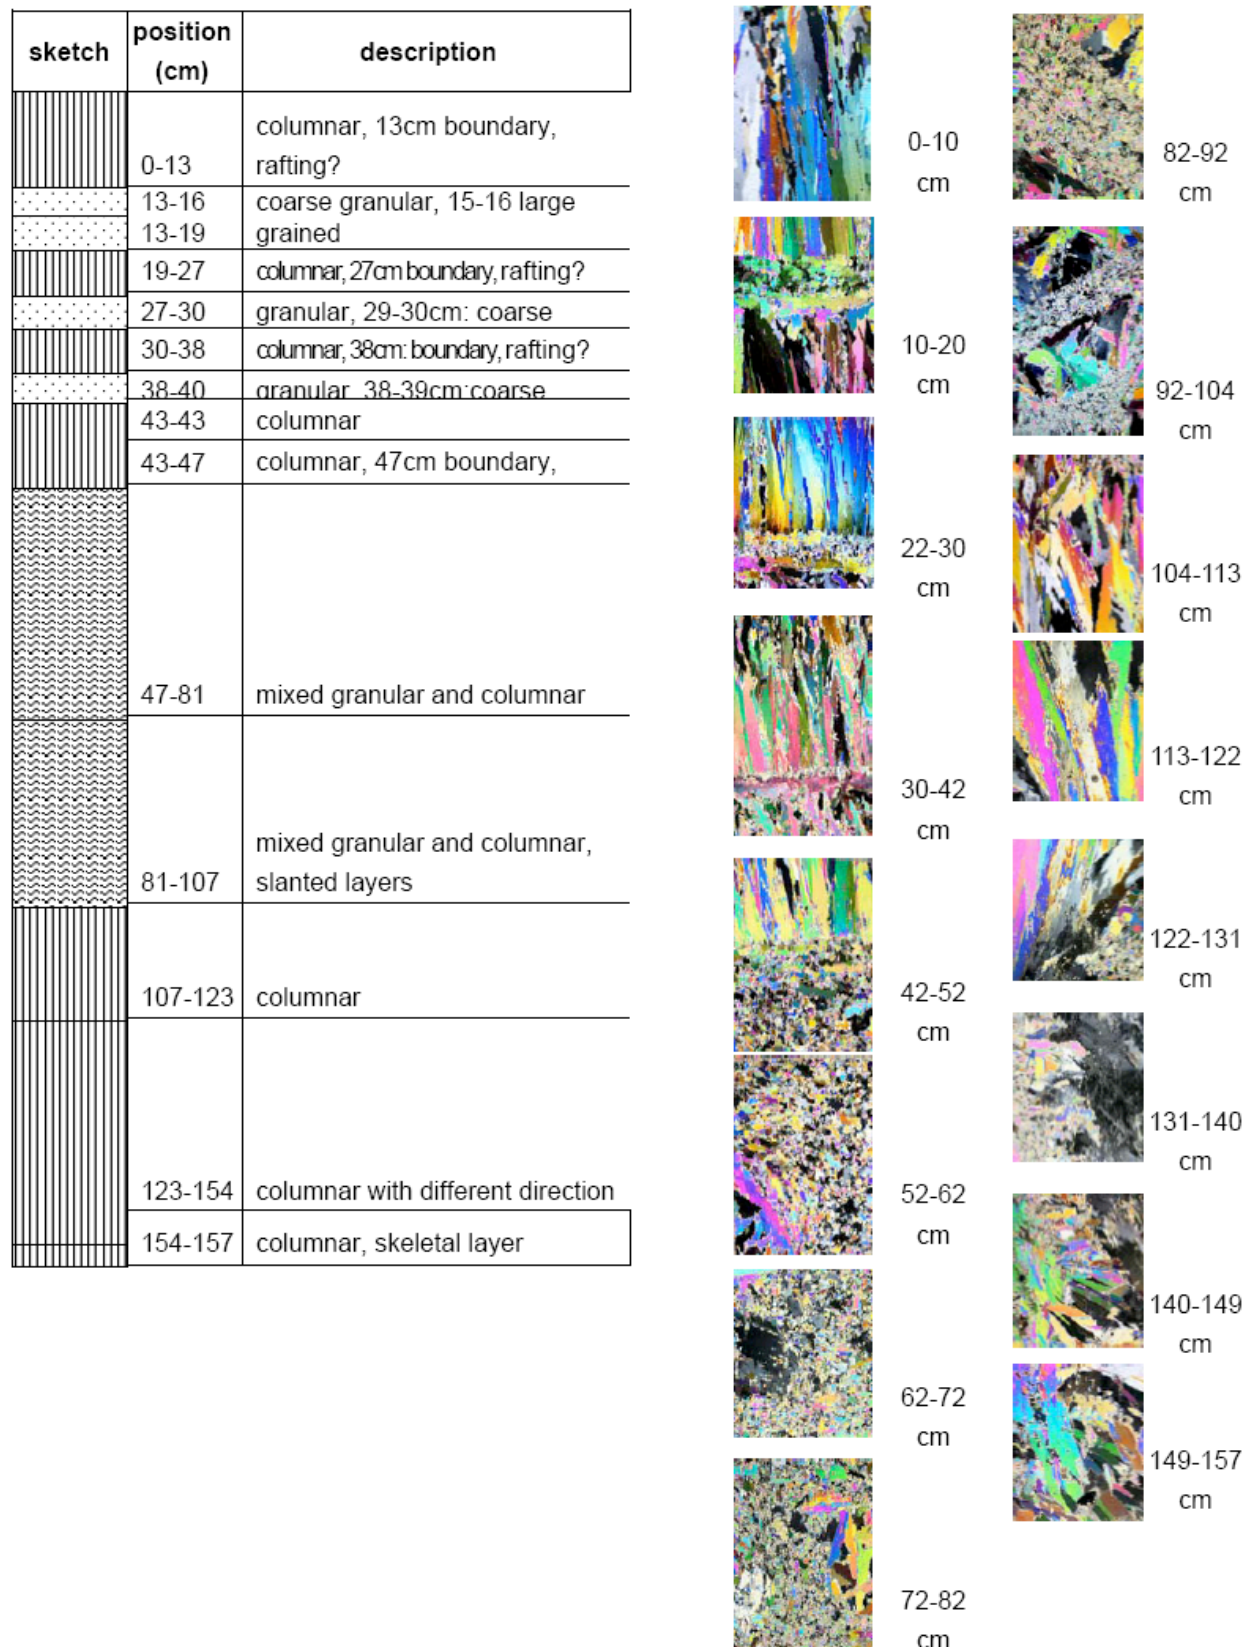 sketch
position
(cm)
description
columnar, 13cm boundary,
0-13
rafting?
13-16
coarse granular, 15-16 large
13-19
grained
19-27
columnar, 27cm boundary, rafting?
27-30
granular, 29-30cm: coarse
30-38
columnar, 38cm: boundary, rafting?
38-40
granular, 38-39cm:coarse
43-43
columnar
43-47
columnar, 47cm boundary,
47-81
mixed granular and columnar
mixed granular and columnar,
81-107
slanted layers
107-123
columnar
123-154
columnar with different direction
154-157
columnar, skeletal layer
0-10
cm
10-20
cm
22-30
cm
30-42
cm
42-52
cm
52-62
cm
62-72
cm
72-82
cm
82-92
cm
92-104
cm
104-113
cm
113-122
cm
122-131
cm
131-140
cm
140-149
cm
149-157
cm